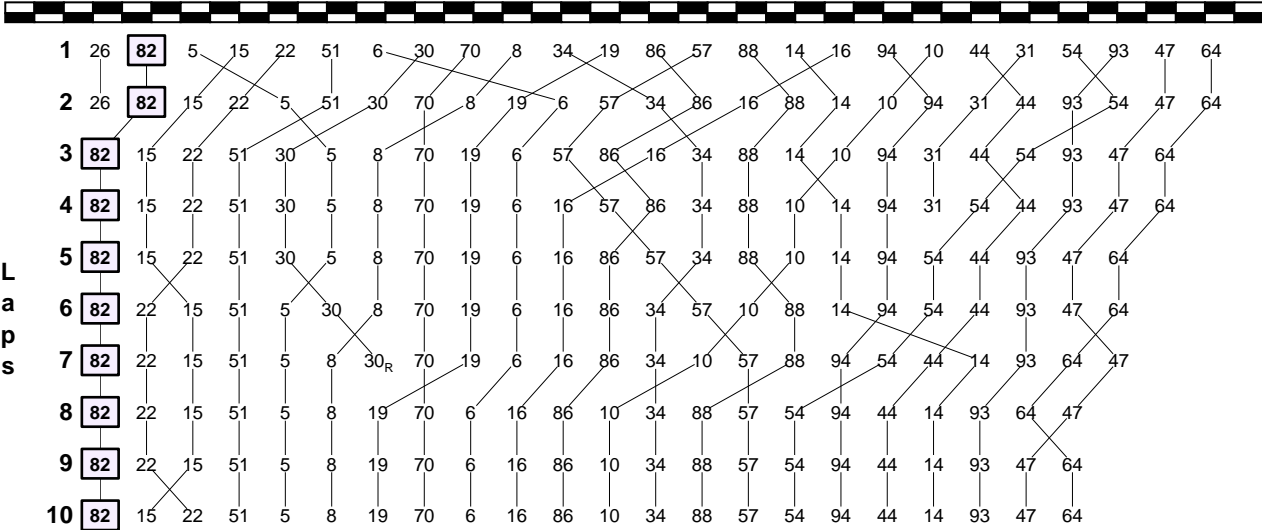 1 26 82 5 15 22 51 6 30 70 8 34 19 86 57 88 14 16 94 10 44 31 54 93 47 64
2 26 82 15 22 5 51 30 70 8 19 6 57 34 86 16 88 14 10 94 31 44 93 54 47 64
3 82 15 22 51 30 5 8 70 19 6 57 86 16 34 88 14 10 94 31 44 54 93 47 64
4 82 15 22 51 30 5 8 70 19 6 16 57 86 34 88 10 14 94 31 54 44 93 47 64
5 82 15 22 51 30 5 8 70 19 6 16 86 57 34 88 10 14 94 54 44 93 47 64
6 82 22 15 51 5 30 8 70 19 6 16 86 34 57 10 88 14 94 54 44 93 47 64
7 82 22 15 51 5 8 30R 70 19 6 16 86 34 10 57 88 94 54 44 14 93 64 47
8 82 22 15 51 5 8 19 70 6 16 86 10 34 88 57 54 94 44 14 93 64 47
9 82 22 15 51 5 8 19 70 6 16 86 10 34 88 57 54 94 44 14 93 47 64
10 82 15 22 51 5 8 19 70 6 16 86 10 34 88 57 54 94 44 14 93 47 64
Laps